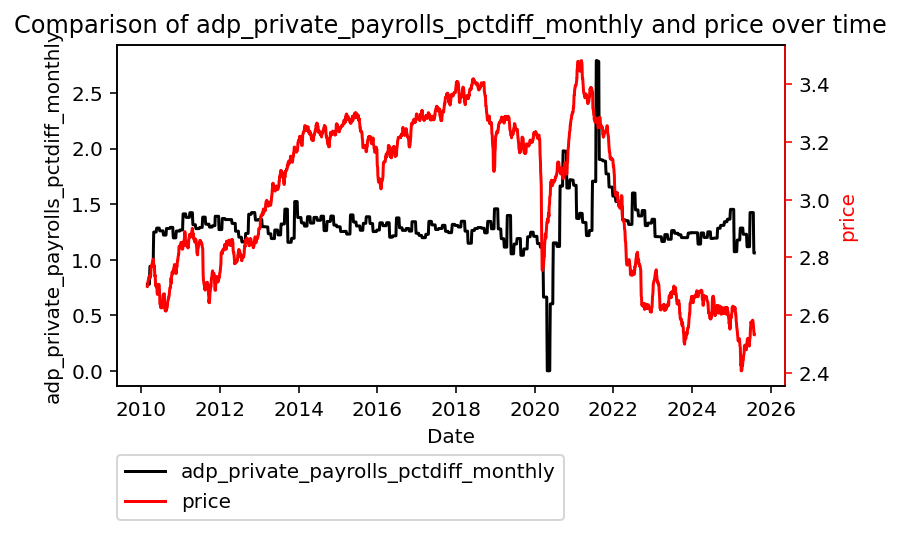 Comparison of adp_private_payrolls_pctdiff_monthly and price over time
adp_private_payrolls_pctdiff_monthly
2.5
2.0
1.5
1.0
0.5
0.0
3.4
3.2
3.0
2.8
2.6
2.4
price
2010 2012 2014 2016 2018 2020 2022 2024 2026
Date
adp_private_payrolls_pctdiff_monthly
price